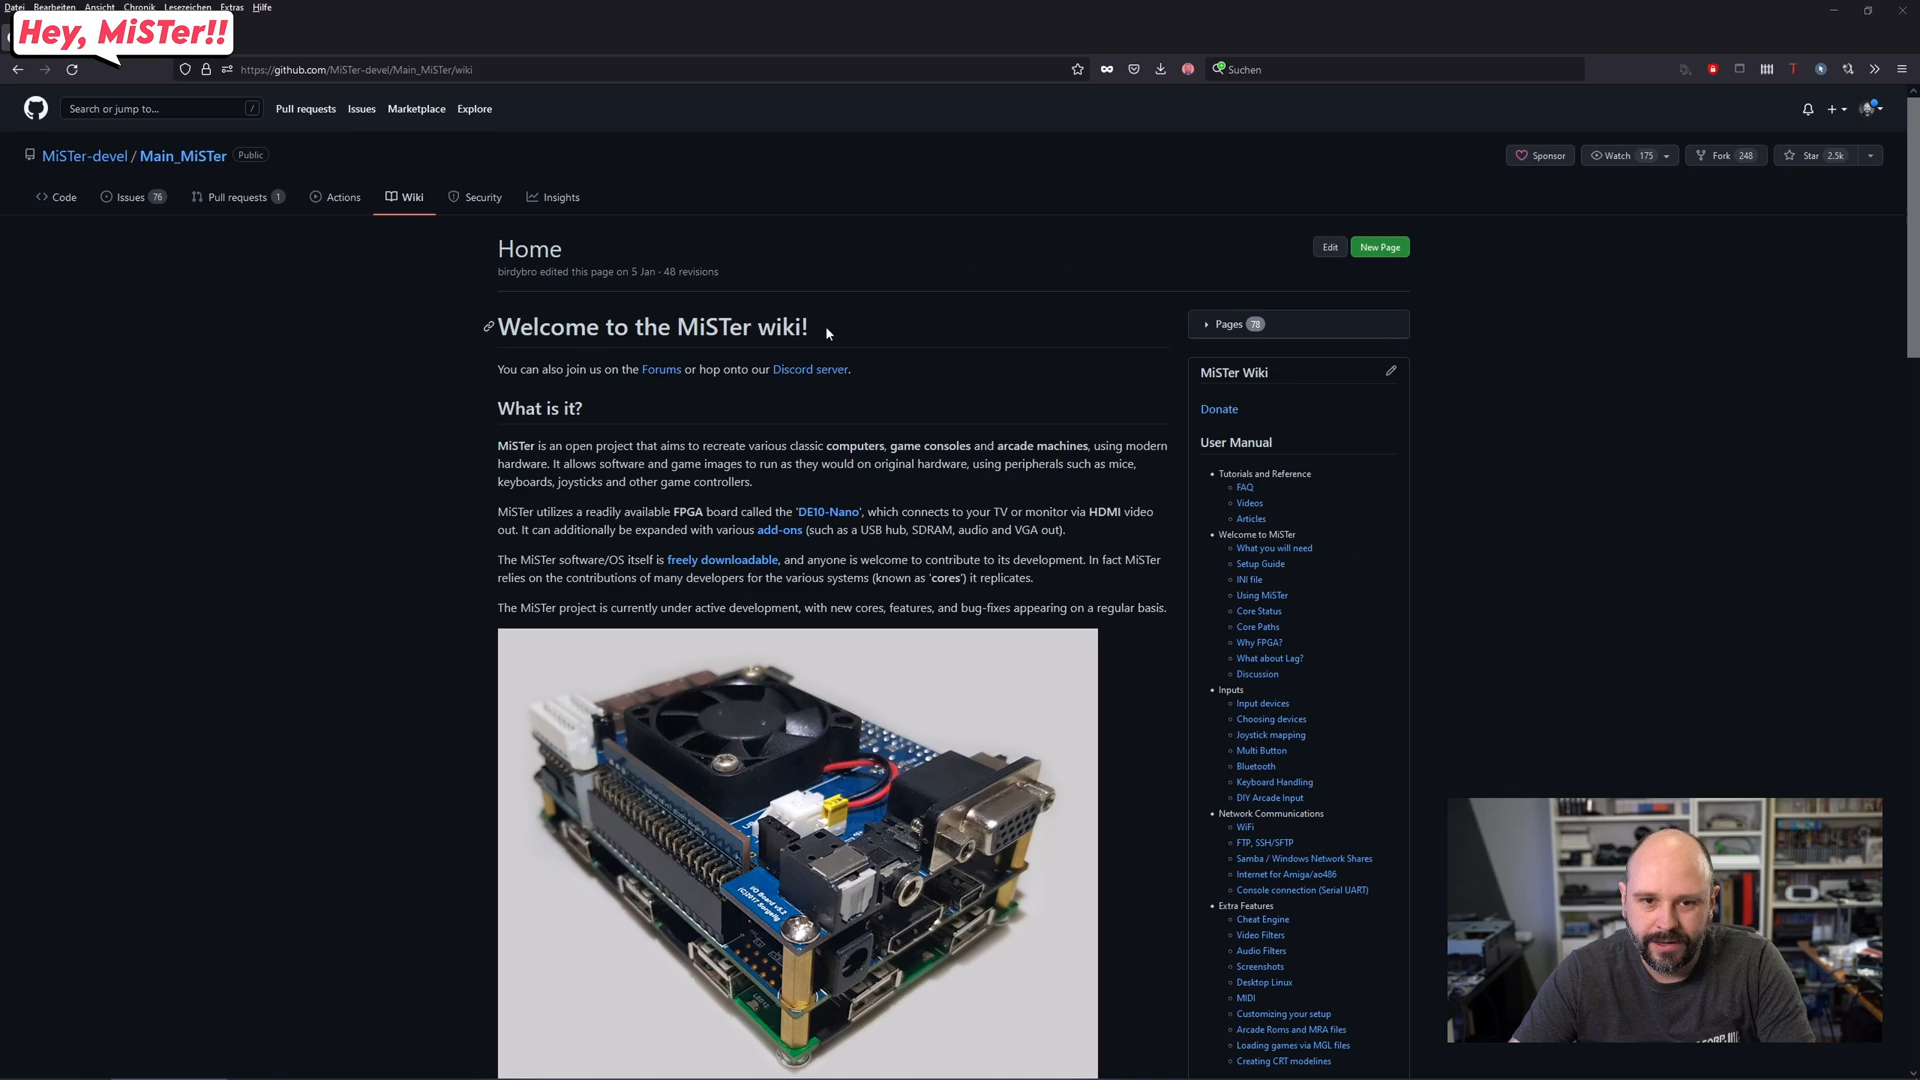 Datei Bearbeiten Ansicht Chronik Lesezeichen Extras Hilfe
Hey, MiSTer!!
https://github.com/MiSTer-devel/Main_MiSTer/wiki
Suchen
Search or jump to... /
Pull requests Issues Marketplace Explore
MiSTer-devel / Main_MiSTer Public
Sponsor Watch 175 Fork 248 Star 2.5k
Code Issues 76 Pull requests 1 Actions Wiki Security Insights
Home
Edit New Page
birdybro edited this page on 5 Jan · 48 revisions
Welcome to the MiSTer wiki!
You can also join us on the Forums or hop onto our Discord server.
What is it?
MiSTer is an open project that aims to recreate various classic computers, game consoles and arcade machines, using modern
hardware. It allows software and game images to run as they would on original hardware, using peripherals such as mice,
keyboards, joysticks and other game controllers.
MiSTer utilizes a readily available FPGA board called the 'DE10-Nano', which connects to your TV or monitor via HDMI video
out. It can additionally be expanded with various add-ons (such as a USB hub, SDRAM, audio and VGA out).
The MiSTer software/OS itself is freely downloadable, and anyone is welcome to contribute to its development. In fact MiSTer
relies on the contributions of many developers for the various systems (known as 'cores') it replicates.
The MiSTer project is currently under active development, with new cores, features, and bug-fixes appearing on a regular basis.
I/O Board v5.2
(C)2017 Sorgelig
Pages 78
MiSTer Wiki
Donate
User Manual
Tutorials and Reference
FAQ
Videos
Articles
Welcome to MiSTer
What you will need
Setup Guide
INI file
Using MiSTer
Core Status
Core Paths
Why FPGA?
What about Lag?
Discussion
Inputs
Input devices
Choosing devices
Joystick mapping
Multi Button
Bluetooth
Keyboard Handling
DIY Arcade Input
Network Communications
WiFi
FTP, SSH/SFTP
Samba / Windows Network Shares
Internet for Amiga/ao486
Console connection (Serial UART)
Extra Features
Cheat Engine
Video Filters
Audio Filters
Screenshots
Desktop Linux
MIDI
Customizing your setup
Arcade Roms and MRA files
Loading games via MGL files
Creating CRT modelines